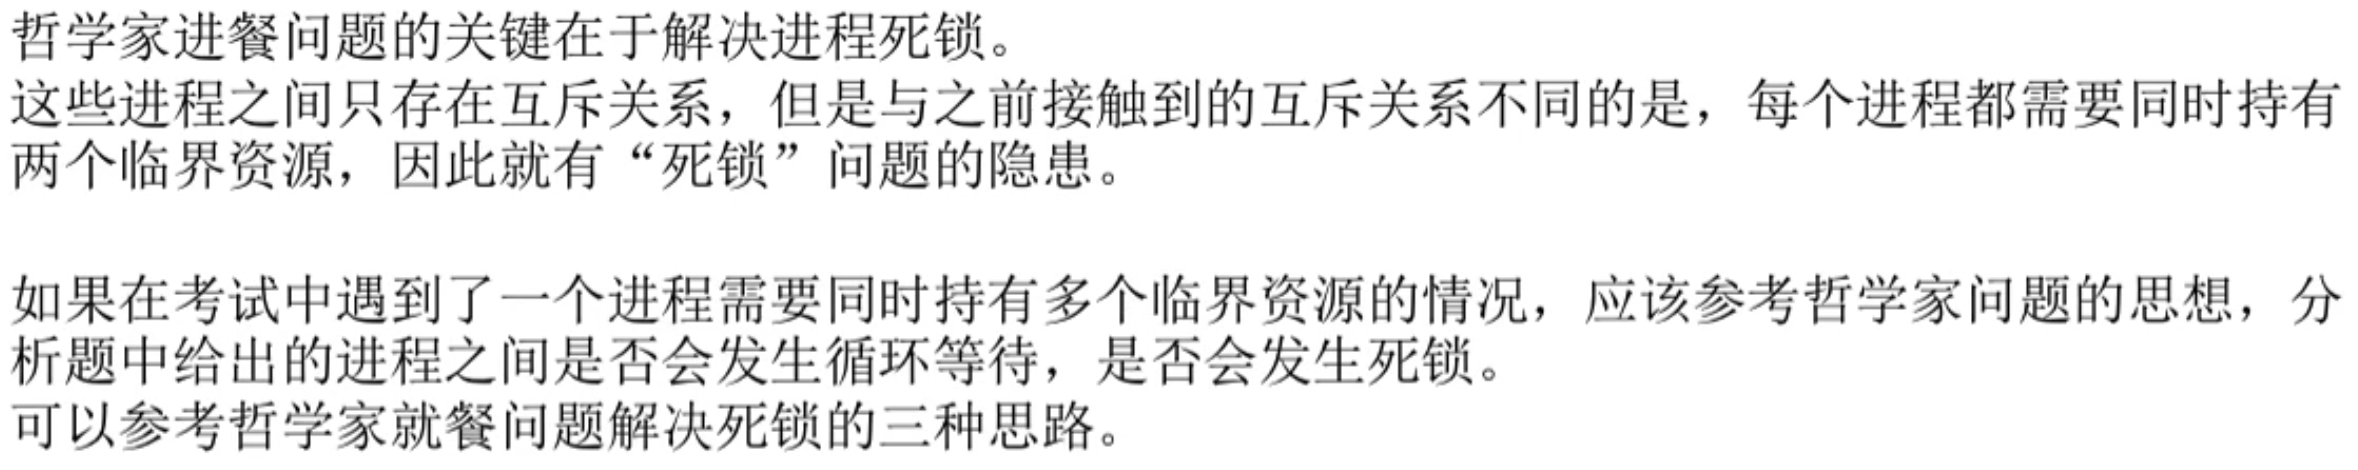 哲学家进餐问题的关键在于解决进程死锁。
这些进程之间只存在互斥关系，但是与之前接触到的互斥关系不同的是，每个进程都需要同时持有
两个临界资源，因此就有“死锁”问题的隐患。
如果在考试中遇到了一个进程需要同时持有多个临界资源的情况，应该参考哲学家问题的思想，分
析题中给出的进程之间是否会发生循环等待，是否会发生死锁。
可以参考哲学家就餐问题解决死锁的三种思路。